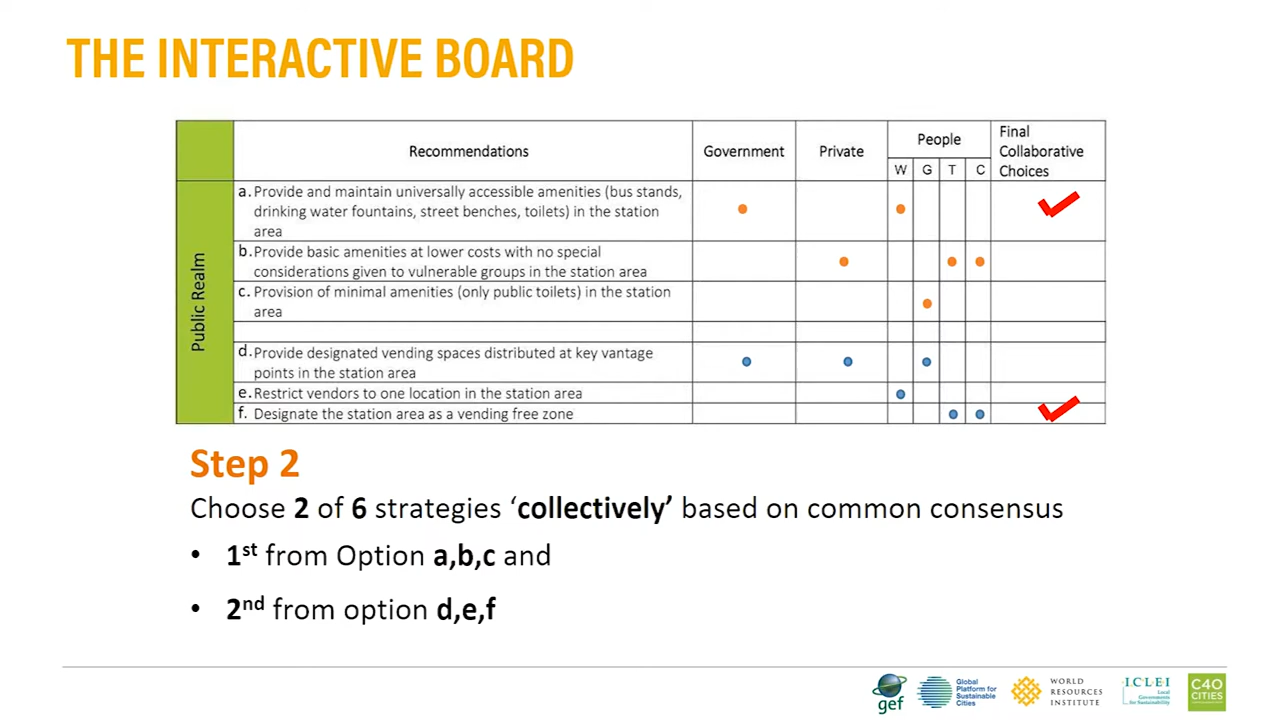 THE INTERACTIVE BOARD
Recommendations
Government
Private
People
W G T C
Final
Collaborative
Choices
Public Realm
a. Provide and maintain universally accessible amenities (bus stands,
drinking water fountains, street benches, toilets) in the station
area
b. Provide basic amenities at lower costs with no special
considerations given to vulnerable groups in the station area
c. Provision of minimal amenities (only public toilets) in the station
area
d. Provide designated vending spaces distributed at key vantage
points in the station area
e. Restrict vendors to one location in the station area
f. Designate the station area as a vending free zone
Step 2
Choose 2 of 6 strategies ‘collectively’ based on common consensus
• 1st from Option a,b,c and
• 2nd from option d,e,f
gef
Global
Platform for
Sustainable
Cities
WORLD
RESOURCES
INSTITUTE
I.C.L.E.I
Local
Governments
for Sustainability
C40
CITIES